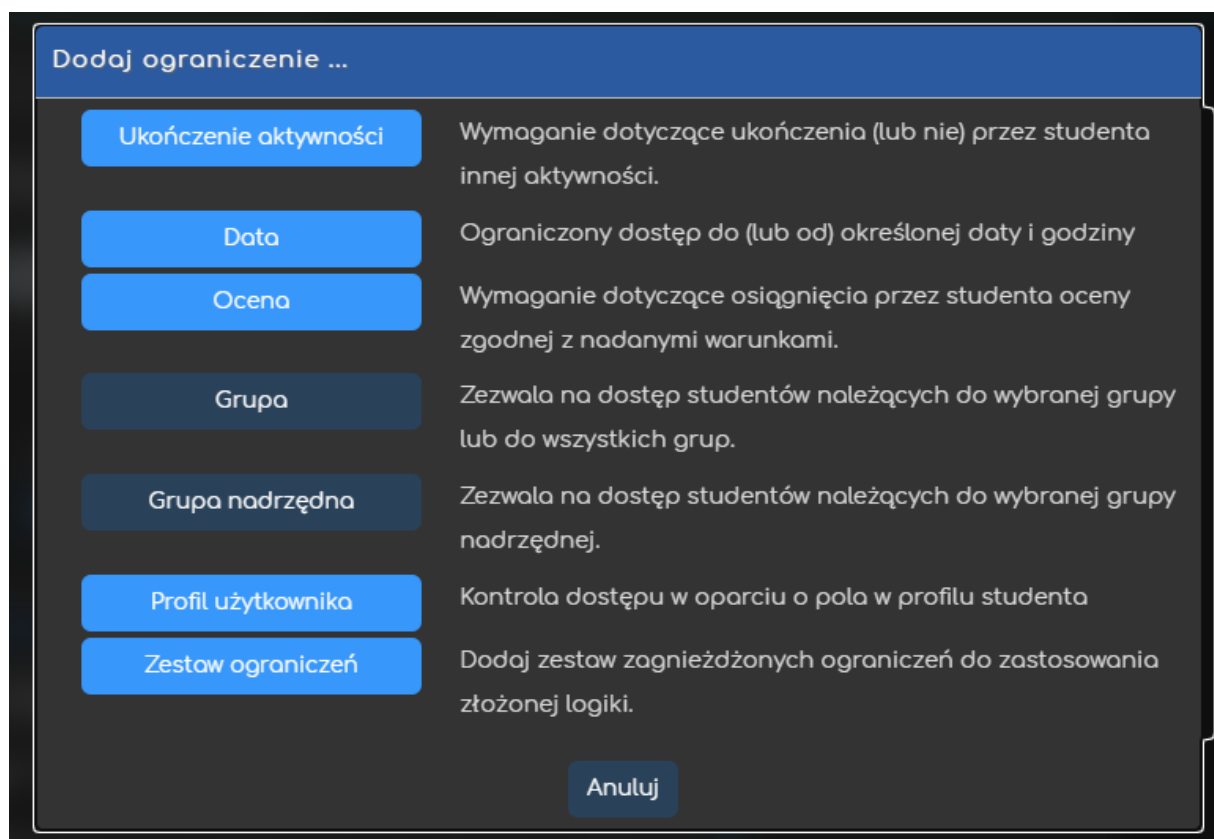 Dodaj ograniczenie ...
Ukończenie aktywności
Wymaganie dotyczące ukończenia (lub nie) przez studenta
innej aktywności.
Data
Ograniczony dostęp do (lub od) określonej daty i godziny
Ocena
Wymaganie dotyczące osiągnięcia przez studenta oceny
zgodnej z nadanymi warunkami.
Grupa
Zezwala na dostęp studentów należących do wybranej grupy
lub do wszystkich grup.
Grupa nadrzędna
Zezwala na dostęp studentów należących do wybranej grupy
nadrzędnej.
Profil użytkownika
Kontrola dostępu w oparciu o pola w profilu studenta
Zestaw ograniczeń
Dodaj zestaw zagnieżdżonych ograniczeń do zastosowania
złożonej logiki.
Anuluj